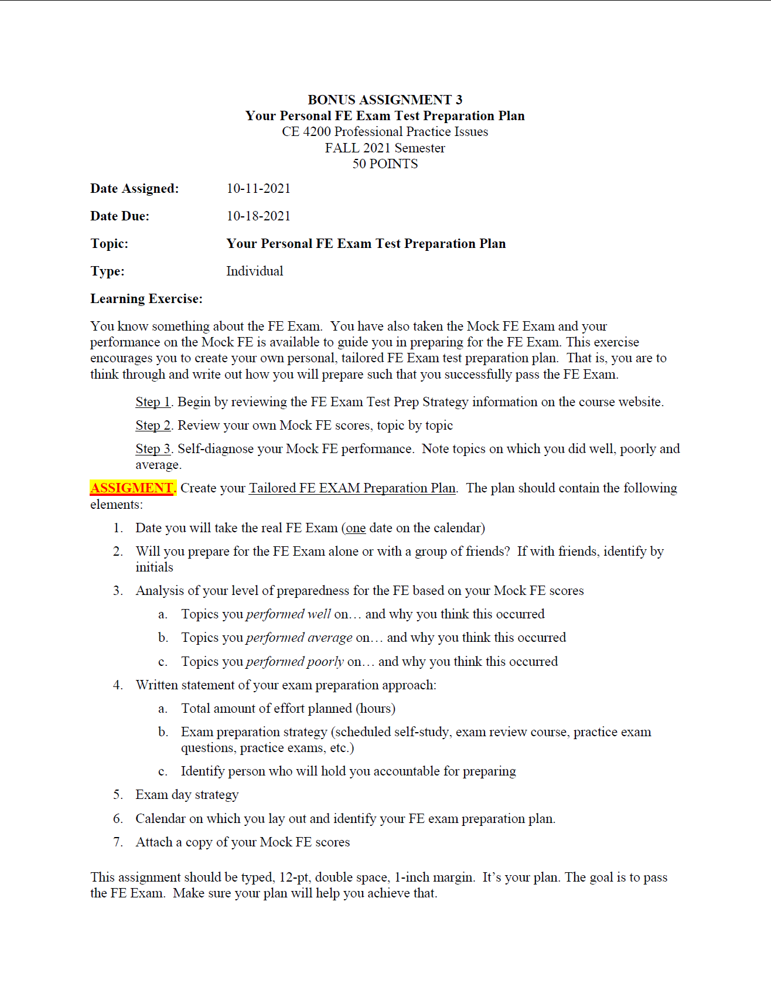 BONUS ASSIGNMENT 3
Your Personal FE Exam Test Preparation Plan
CE 4200 Professional Practice Issues
FALL 2021 Semester
50 POINTS
Date Assigned: 10-11-2021
Date Due: 10-18-2021
Topic: Your Personal FE Exam Test Preparation Plan
Type: Individual
Learning Exercise:
You know something about the FE Exam.  You have also taken the Mock FE Exam and your
performance on the Mock FE is available to guide you in preparing for the FE Exam. This exercise
encourages you to create your own personal, tailored FE Exam test preparation plan.  That is, you are to
think through and write out how you will prepare such that you successfully pass the FE Exam.
Step 1. Begin by reviewing the FE Exam Test Prep Strategy information on the course website.
Step 2. Review your own Mock FE scores, topic by topic
Step 3. Self-diagnose your Mock FE performance.  Note topics on which you did well, poorly and
average.
ASSIGMENT. Create your Tailored FE EXAM Preparation Plan.  The plan should contain the following
elements:
1. Date you will take the real FE Exam (one date on the calendar)
2. Will you prepare for the FE Exam alone or with a group of friends?  If with friends, identify by
initials
3. Analysis of your level of preparedness for the FE based on your Mock FE scores
a. Topics you performed well on… and why you think this occurred
b. Topics you performed average on… and why you think this occurred
c. Topics you performed poorly on… and why you think this occurred
4. Written statement of your exam preparation approach:
a. Total amount of effort planned (hours)
b. Exam preparation strategy (scheduled self-study, exam review course, practice exam
questions, practice exams, etc.)
c. Identify person who will hold you accountable for preparing
5. Exam day strategy
6. Calendar on which you lay out and identify your FE exam preparation plan.
7. Attach a copy of your Mock FE scores
This assignment should be typed, 12-pt, double space, 1-inch margin.  It’s your plan. The goal is to pass
the FE Exam.  Make sure your plan will help you achieve that.